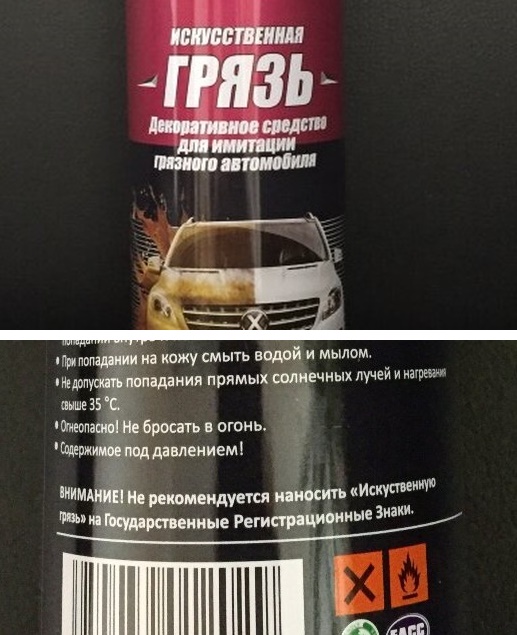 ИСКУССТВЕННАЯ
ГРЯЗЬ
Декоративное средство
для имитации
грязного автомобиля
попадании внутрь
• При попадании на кожу смыть водой и мылом.
• Не допускать попадания прямых солнечных лучей и нагревания
свыше 35 °C.
• Огнеопасно! Не бросать в огонь.
• Содержимое под давлением!
ВНИМАНИЕ! Не рекомендуется наносить «Искуственную
грязь» на Государственные Регистрационные Знаки.